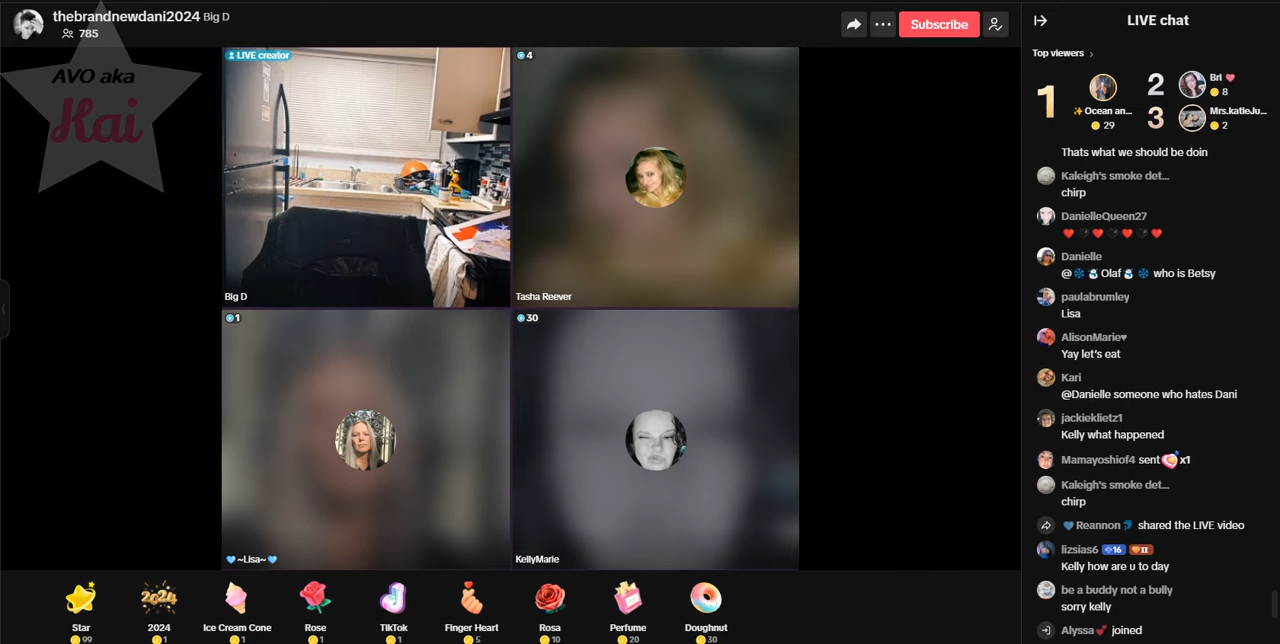 thebrandnewdani2024 Big D
785
Subscribe
LIVE chat
AVO aka
Kai
LIVE creator
Big D
4
Tasha Reever
1
💙~Lisa~💙
30
KellyMarie
Top viewers
1
✨Ocean an...
29
2
Bri 💗
8
3
Mrs.katieJu...
2
Thats what we should be doin
Kaleigh's smoke det...
chirp
DanielleQueen27
❤️🖤❤️🖤❤️🖤❤️
Danielle
@❄️⛄Olaf⛄❄️ who is Betsy
paulabrumley
Lisa
AlisonMarie♥
Yay let's eat
Kari
@Danielle someone who hates Dani
jackieklietz1
Kelly what happened
Mamayoshiof4 sent x1
Kaleigh's smoke det...
chirp
💙Reannon shared the LIVE video
lizsias6 16 II
Kelly how are u to day
be a buddy not a bully
sorry kelly
Alyssa💕 joined
Star
99
2024
2024
1
Ice Cream Cone
1
Rose
1
TikTok
1
Finger Heart
5
Rosa
10
Perfume
20
Doughnut
30